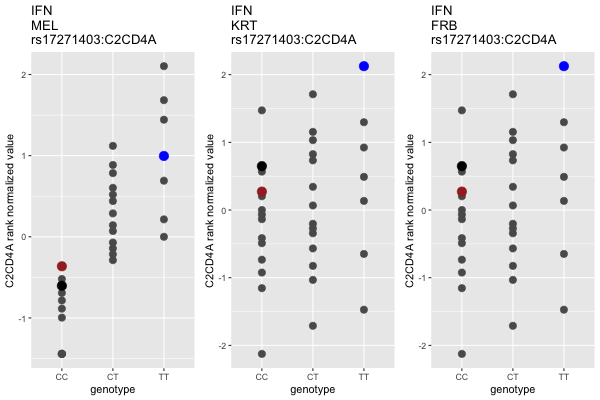 IFN
MEL
rs17271403:C2CD4A
C2CD4A rank normalized value
2
1
0
-1
CC
CT
TT
genotype
IFN
KRT
rs17271403:C2CD4A
C2CD4A rank normalized value
2
1
0
-1
-2
CC
CT
TT
genotype
IFN
FRB
rs17271403:C2CD4A
C2CD4A rank normalized value
2
1
0
-1
-2
CC
CT
TT
genotype